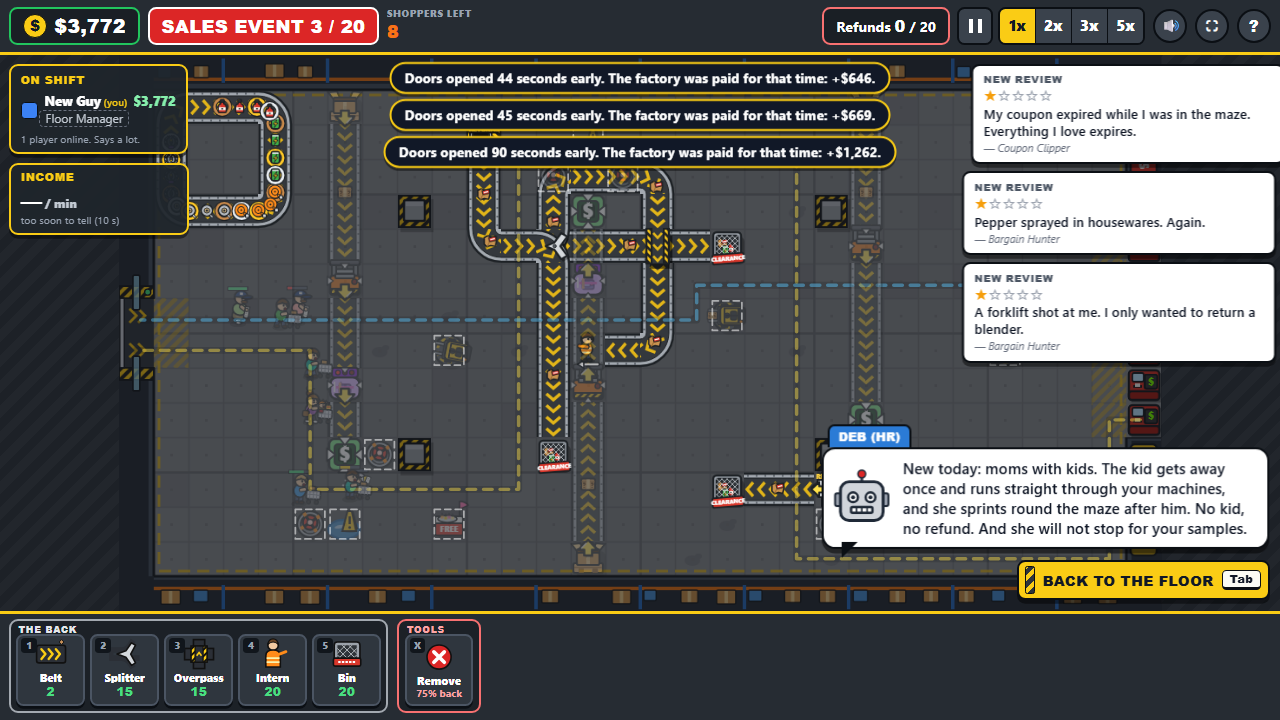 $3,772
SALES EVENT 3 / 20
SHOPPERS LEFT
8
Refunds 0 / 20
1x
2x
3x
5x
?
ON SHIFT
New Guy (you) $3,772
Floor Manager
1 player online. Says a lot.
INCOME
— / min
too soon to tell (10 s)
Doors opened 44 seconds early. The factory was paid for that time: +$646.
Doors opened 45 seconds early. The factory was paid for that time: +$669.
Doors opened 90 seconds early. The factory was paid for that time: +$1,262.
NEW REVIEW
My coupon expired while I was in the maze.
Everything I love expires.
— Coupon Clipper
NEW REVIEW
Pepper sprayed in housewares. Again.
— Bargain Hunter
NEW REVIEW
A forklift shot at me. I only wanted to return a
blender.
— Bargain Hunter
CLEARANCE
CLEARANCE
CLEARANCE
FREE
DEB (HR)
New today: moms with kids. The kid gets away
once and runs straight through your machines,
and she sprints round the maze after him. No kid,
no refund. And she will not stop for your samples.
BACK TO THE FLOOR Tab
THE BACK
1
Belt
2
2
Splitter
15
3
Overpass
15
4
Intern
20
5
Bin
20
TOOLS
X
Remove
75% back